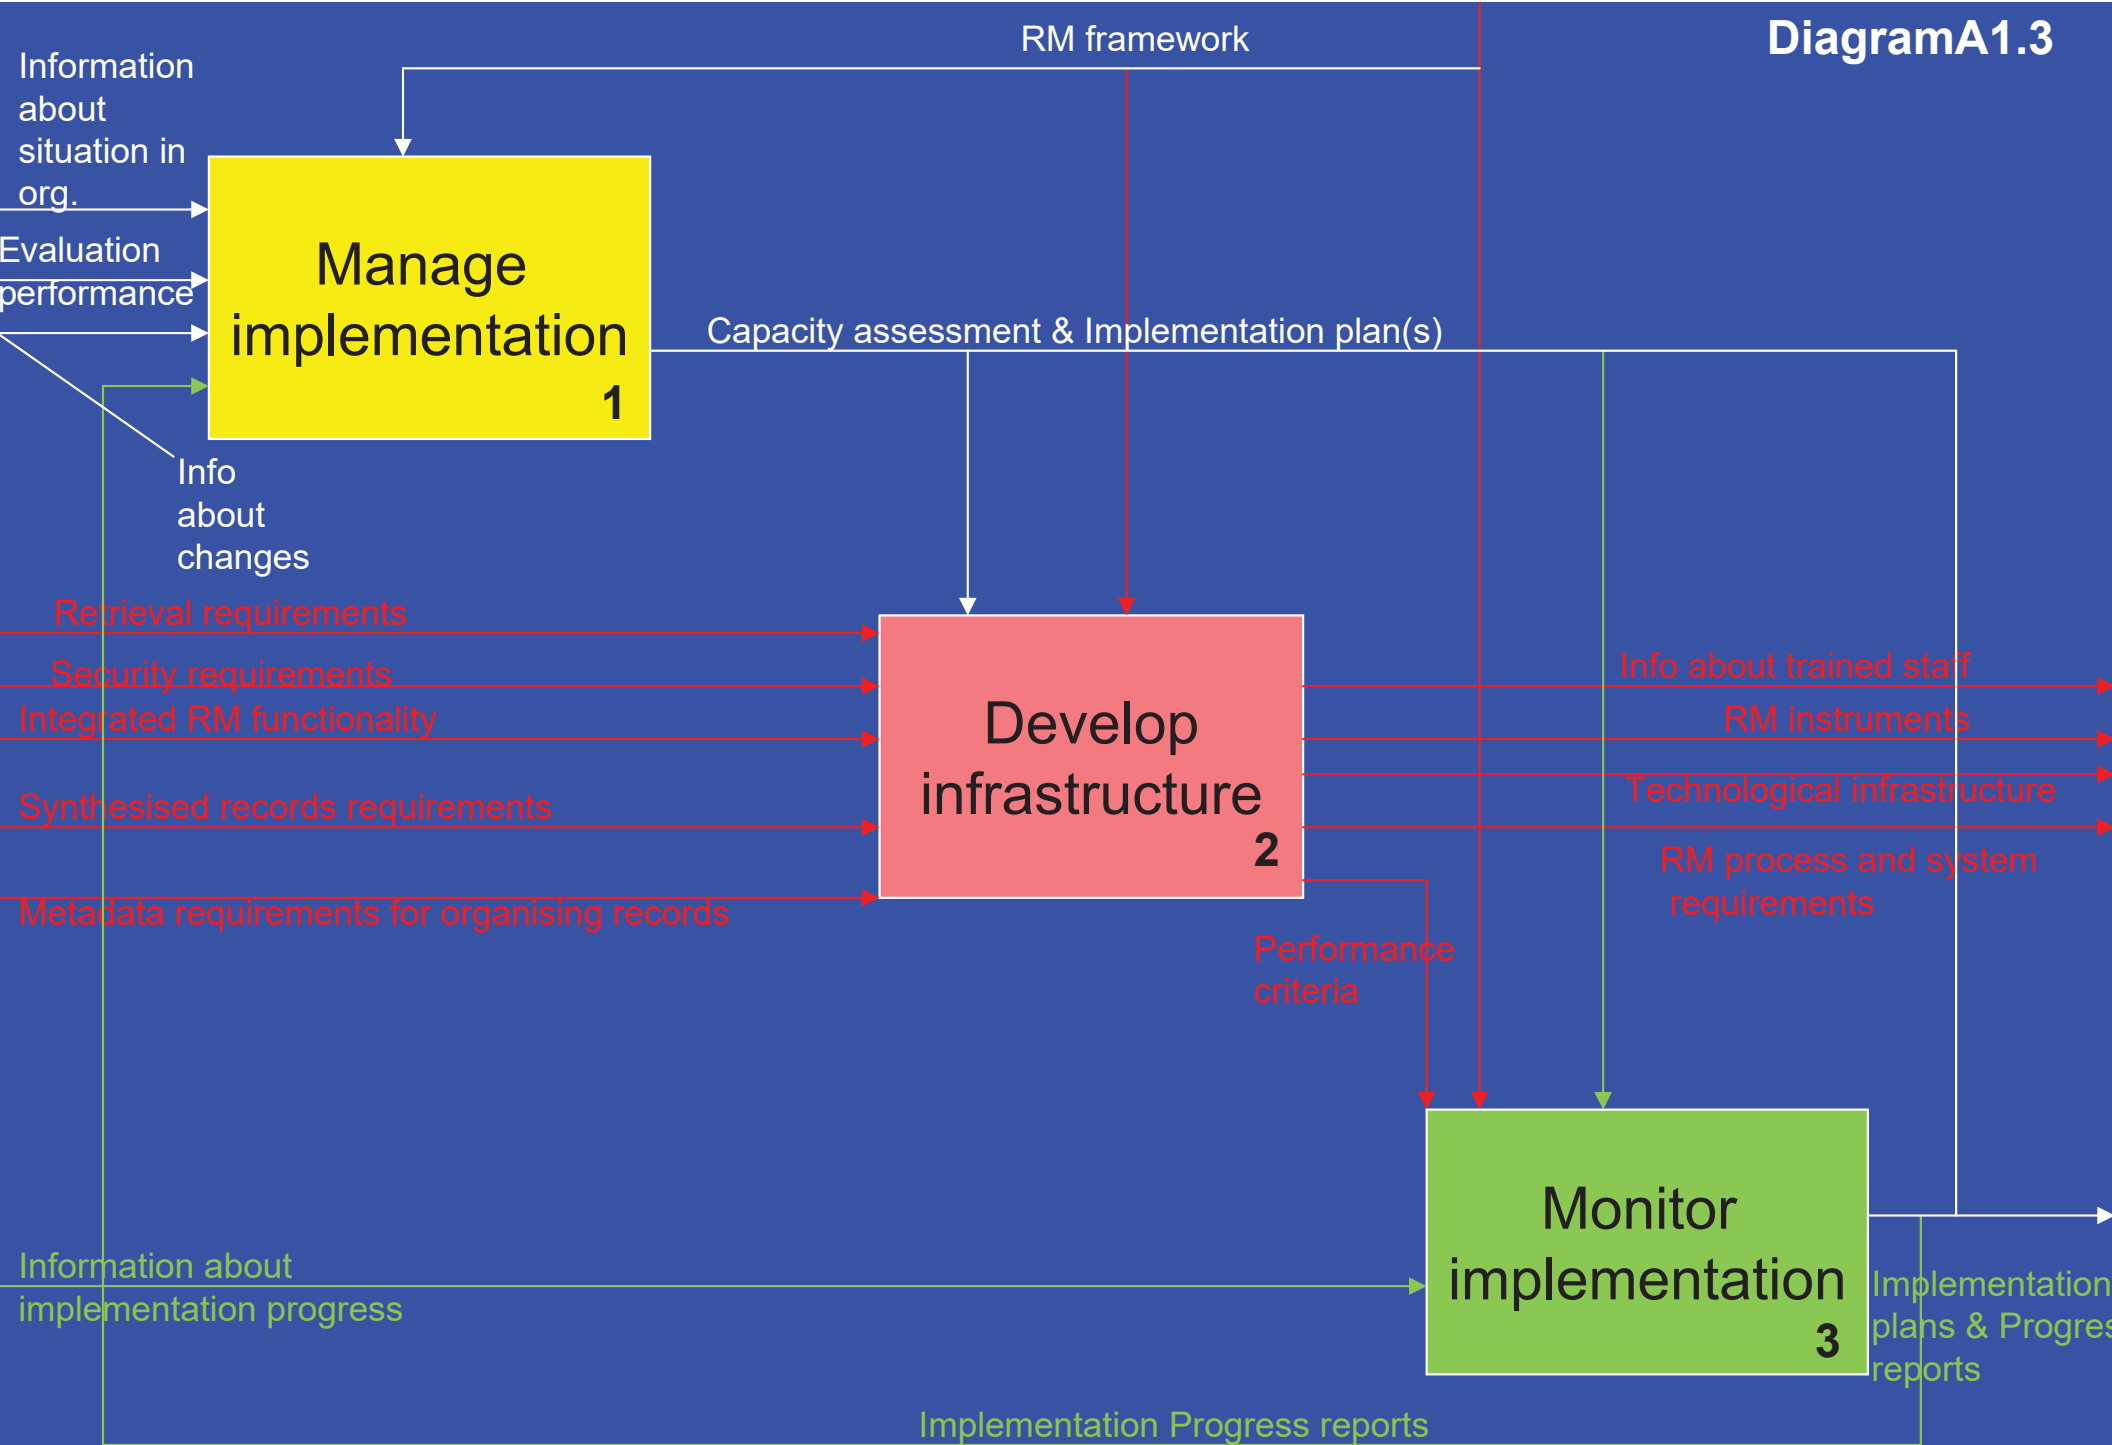 RM framework
DiagramA1.3
Information
about
situation in
org.
Evaluation
performance
Manage
implementation
1
Capacity assessment & Implementation plan(s)
Info
about
changes
Retrieval requirements
Security requirements
Integrated RM functionality
Synthesised records requirements
Metadata requirements for organising records
Develop
infrastructure
2
Info about trained staff
RM instruments
Technological infrastructure
RM process and system
requirements
Performance
criteria
Monitor
implementation
3
Information about
implementation progress
Implementation
plans & Progres
reports
Implementation Progress reports